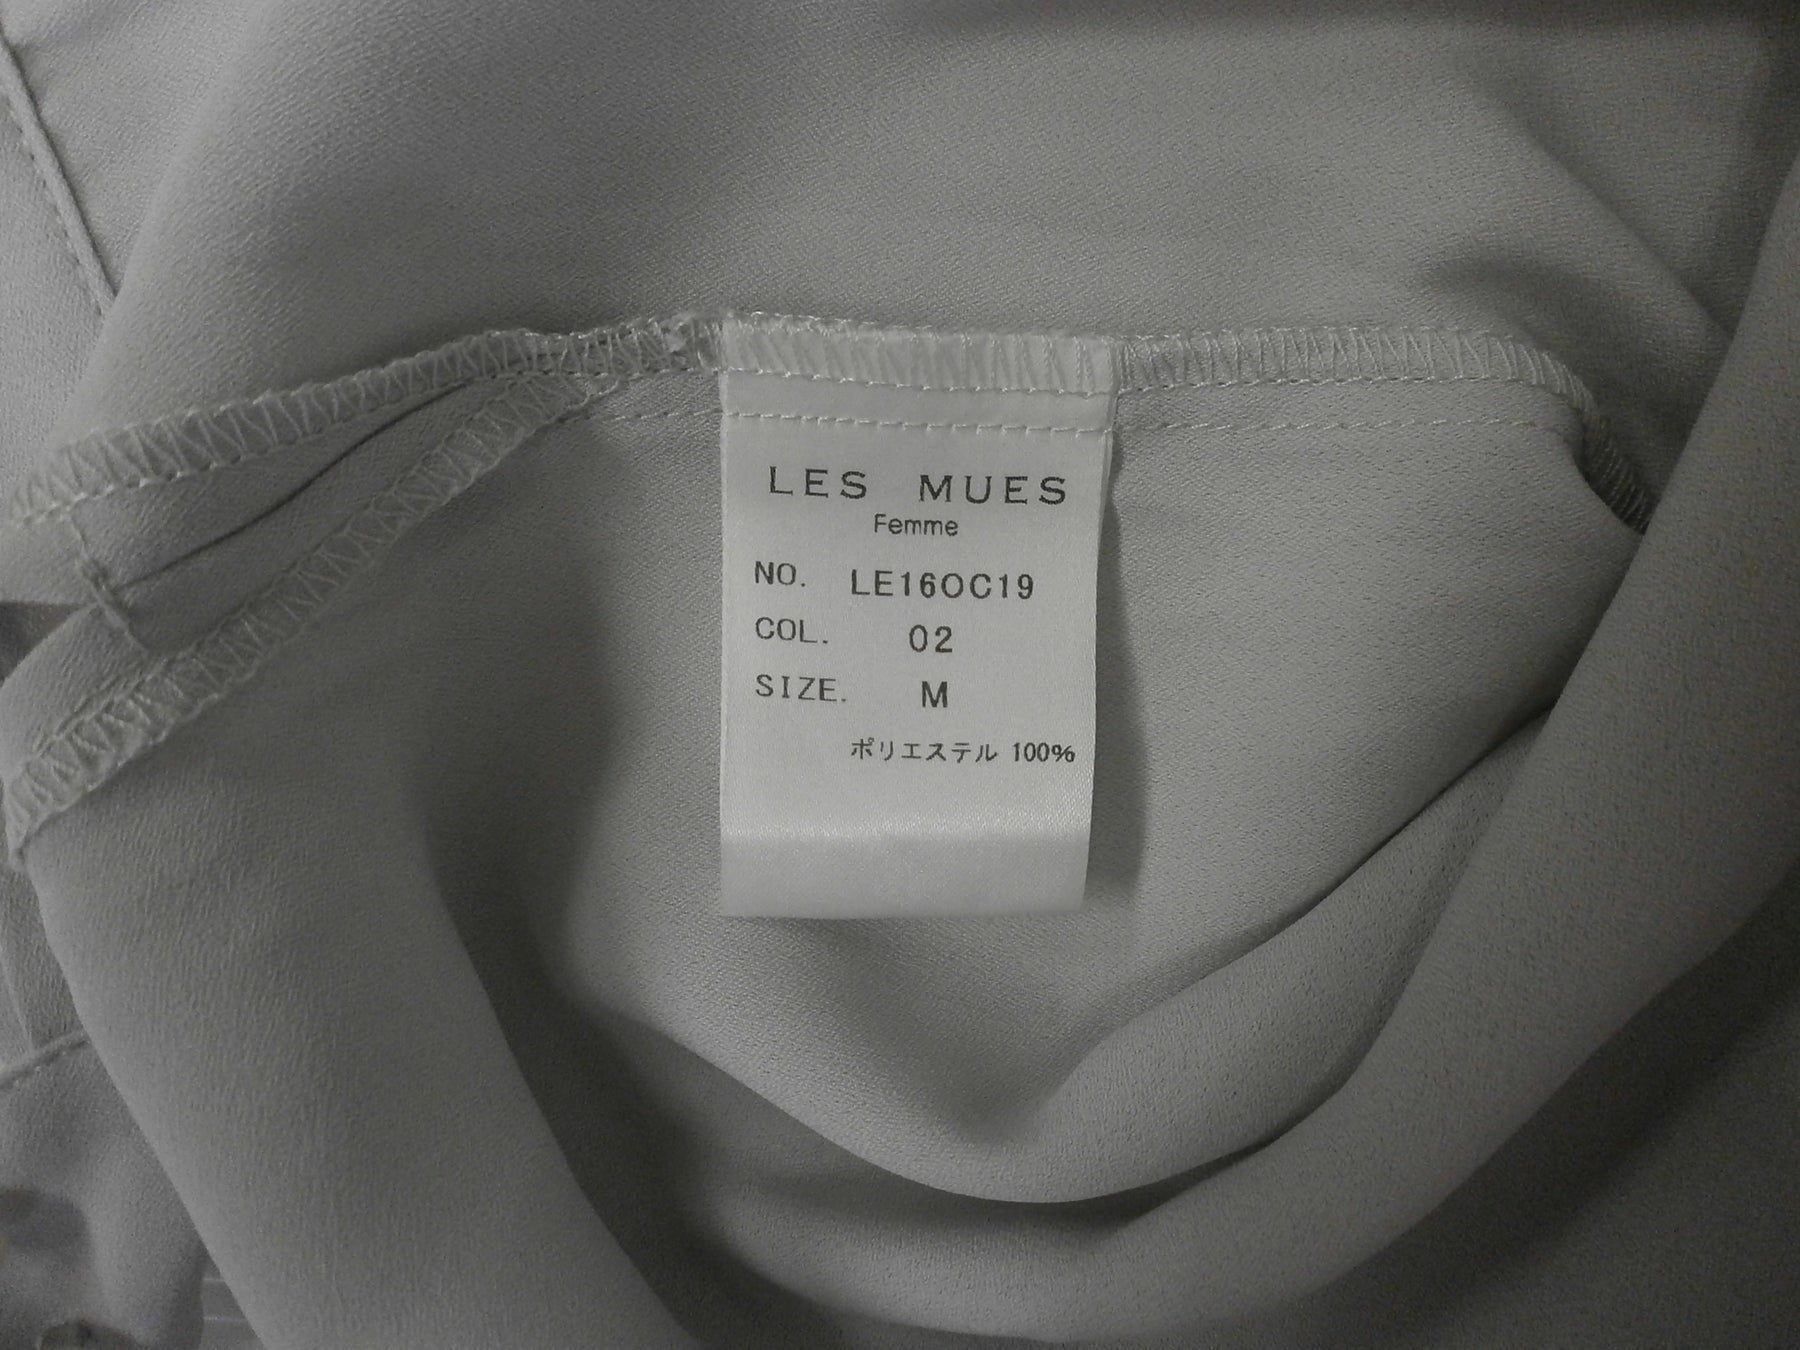 LES MUES
Femme
NO. LE16OC19
COL. 02
SIZE. M
ポリエステル 100%